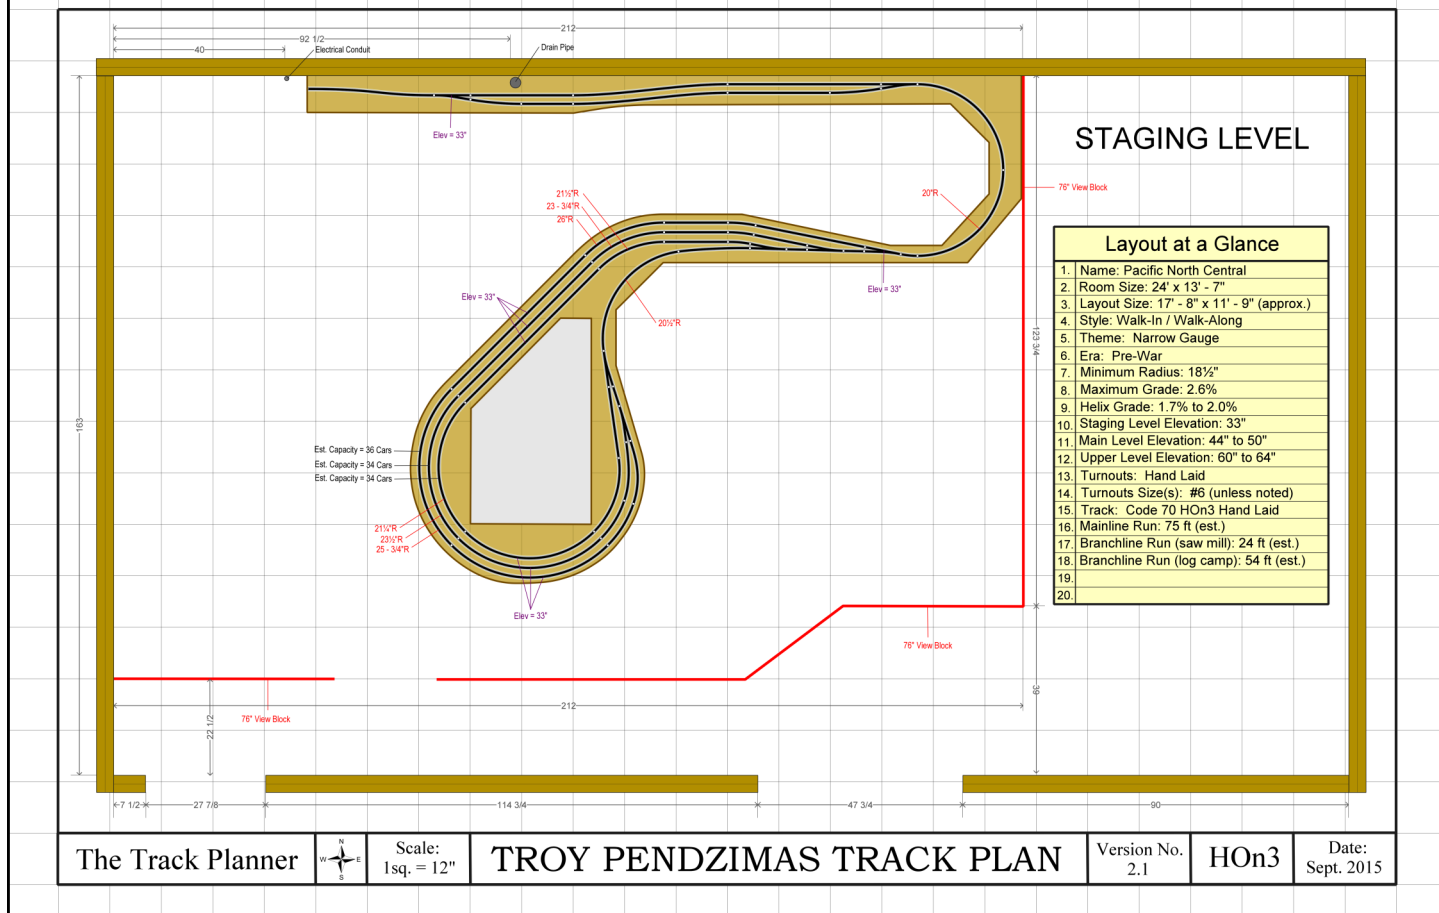 212
92 1/2
40
Electrical Conduit
Drain Pipe
Elev = 33"
STAGING LEVEL
76" View Block
20"R
21½"R
23 - 3/4"R
26"R
Elev = 33"
Elev = 33"
20½"R
123 3/4
163
Layout at a Glance
1. Name: Pacific North Central
2. Room Size: 24' x 13' - 7"
3. Layout Size: 17' - 8" x 11' - 9" (approx.)
4. Style: Walk-In / Walk-Along
5. Theme: Narrow Gauge
6. Era: Pre-War
7. Minimum Radius: 18½"
8. Maximum Grade: 2.6%
9. Helix Grade: 1.7% to 2.0%
10. Staging Level Elevation: 33"
11. Main Level Elevation: 44" to 50"
12. Upper Level Elevation: 60" to 64"
13. Turnouts: Hand Laid
14. Turnouts Size(s): #6 (unless noted)
15. Track: Code 70 HOn3 Hand Laid
16. Mainline Run: 75 ft (est.)
17. Branchline Run (saw mill): 24 ft (est.)
18. Branchline Run (log camp): 54 ft (est.)
19.
20.
Est. Capacity = 36 Cars
Est. Capacity = 34 Cars
Est. Capacity = 34 Cars
21¼"R
23½"R
25 - 3/4"R
Elev = 33"
76" View Block
76" View Block
22 1/2
212
39
7 1/2
27 7/8
114 3/4
47 3/4
90
The Track Planner
N
W E
S
Scale:
1sq. = 12"
TROY PENDZIMAS TRACK PLAN
Version No.
2.1
HOn3
Date:
Sept. 2015